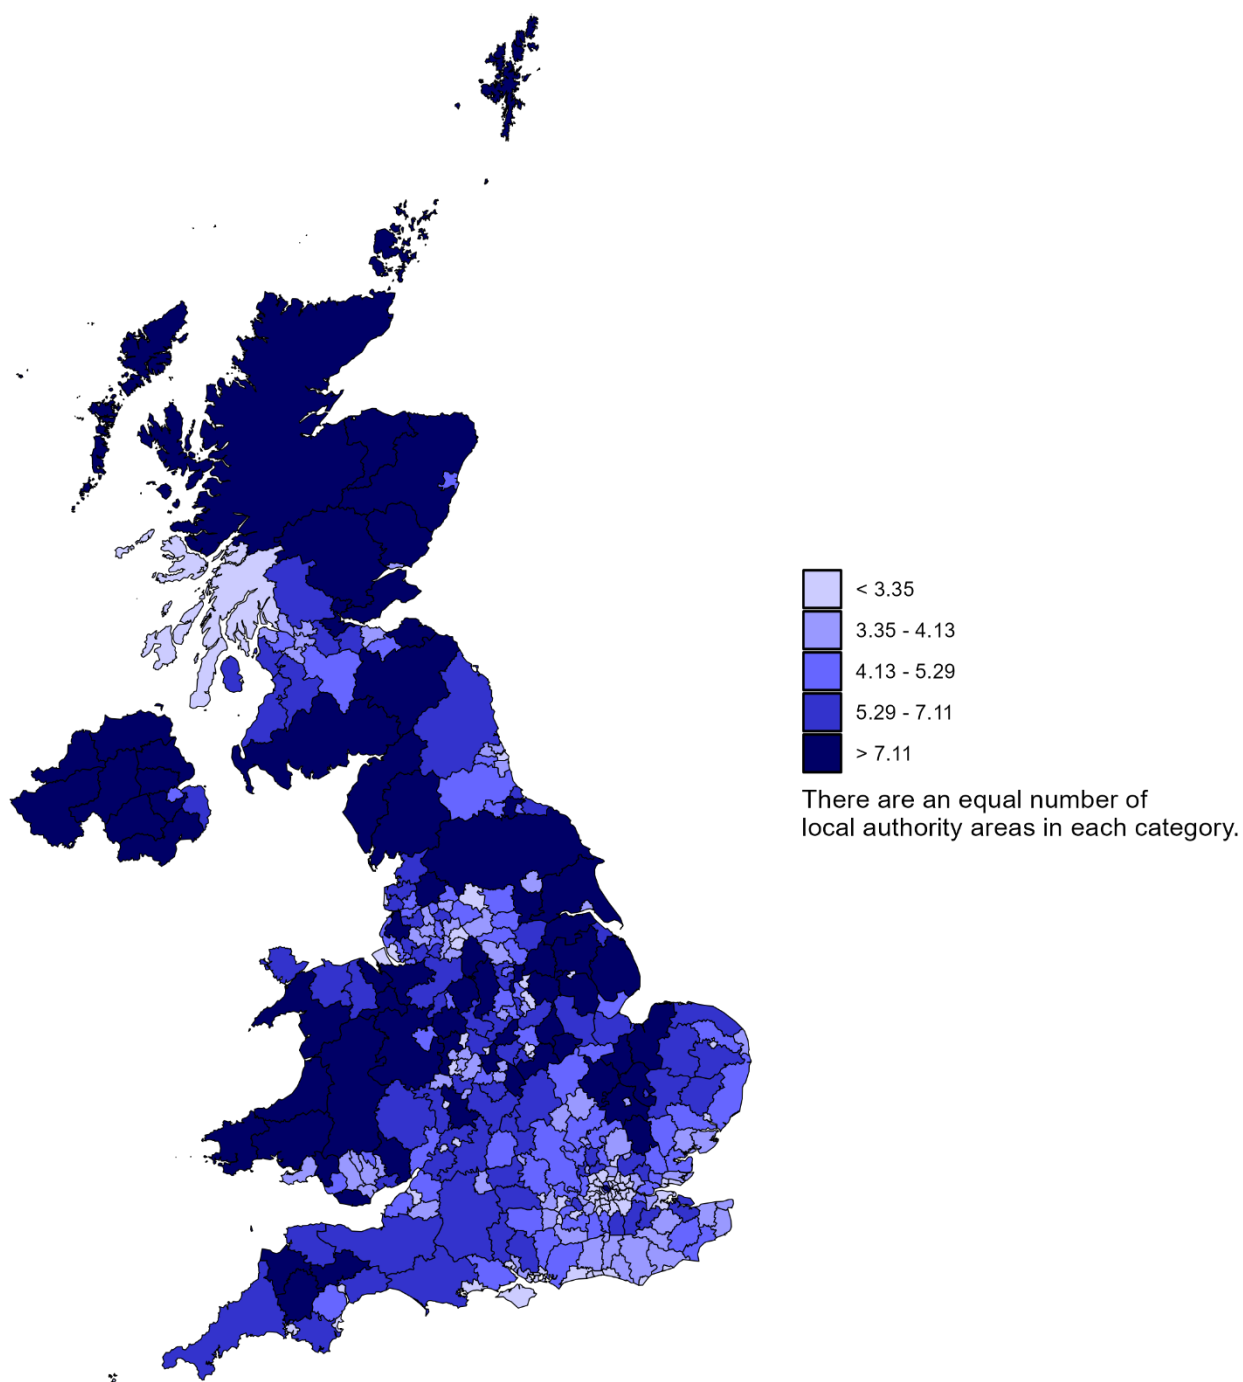 < 3.35
3.35 - 4.13
4.13 - 5.29
5.29 - 7.11
> 7.11
There are an equal number of
local authority areas in each category.